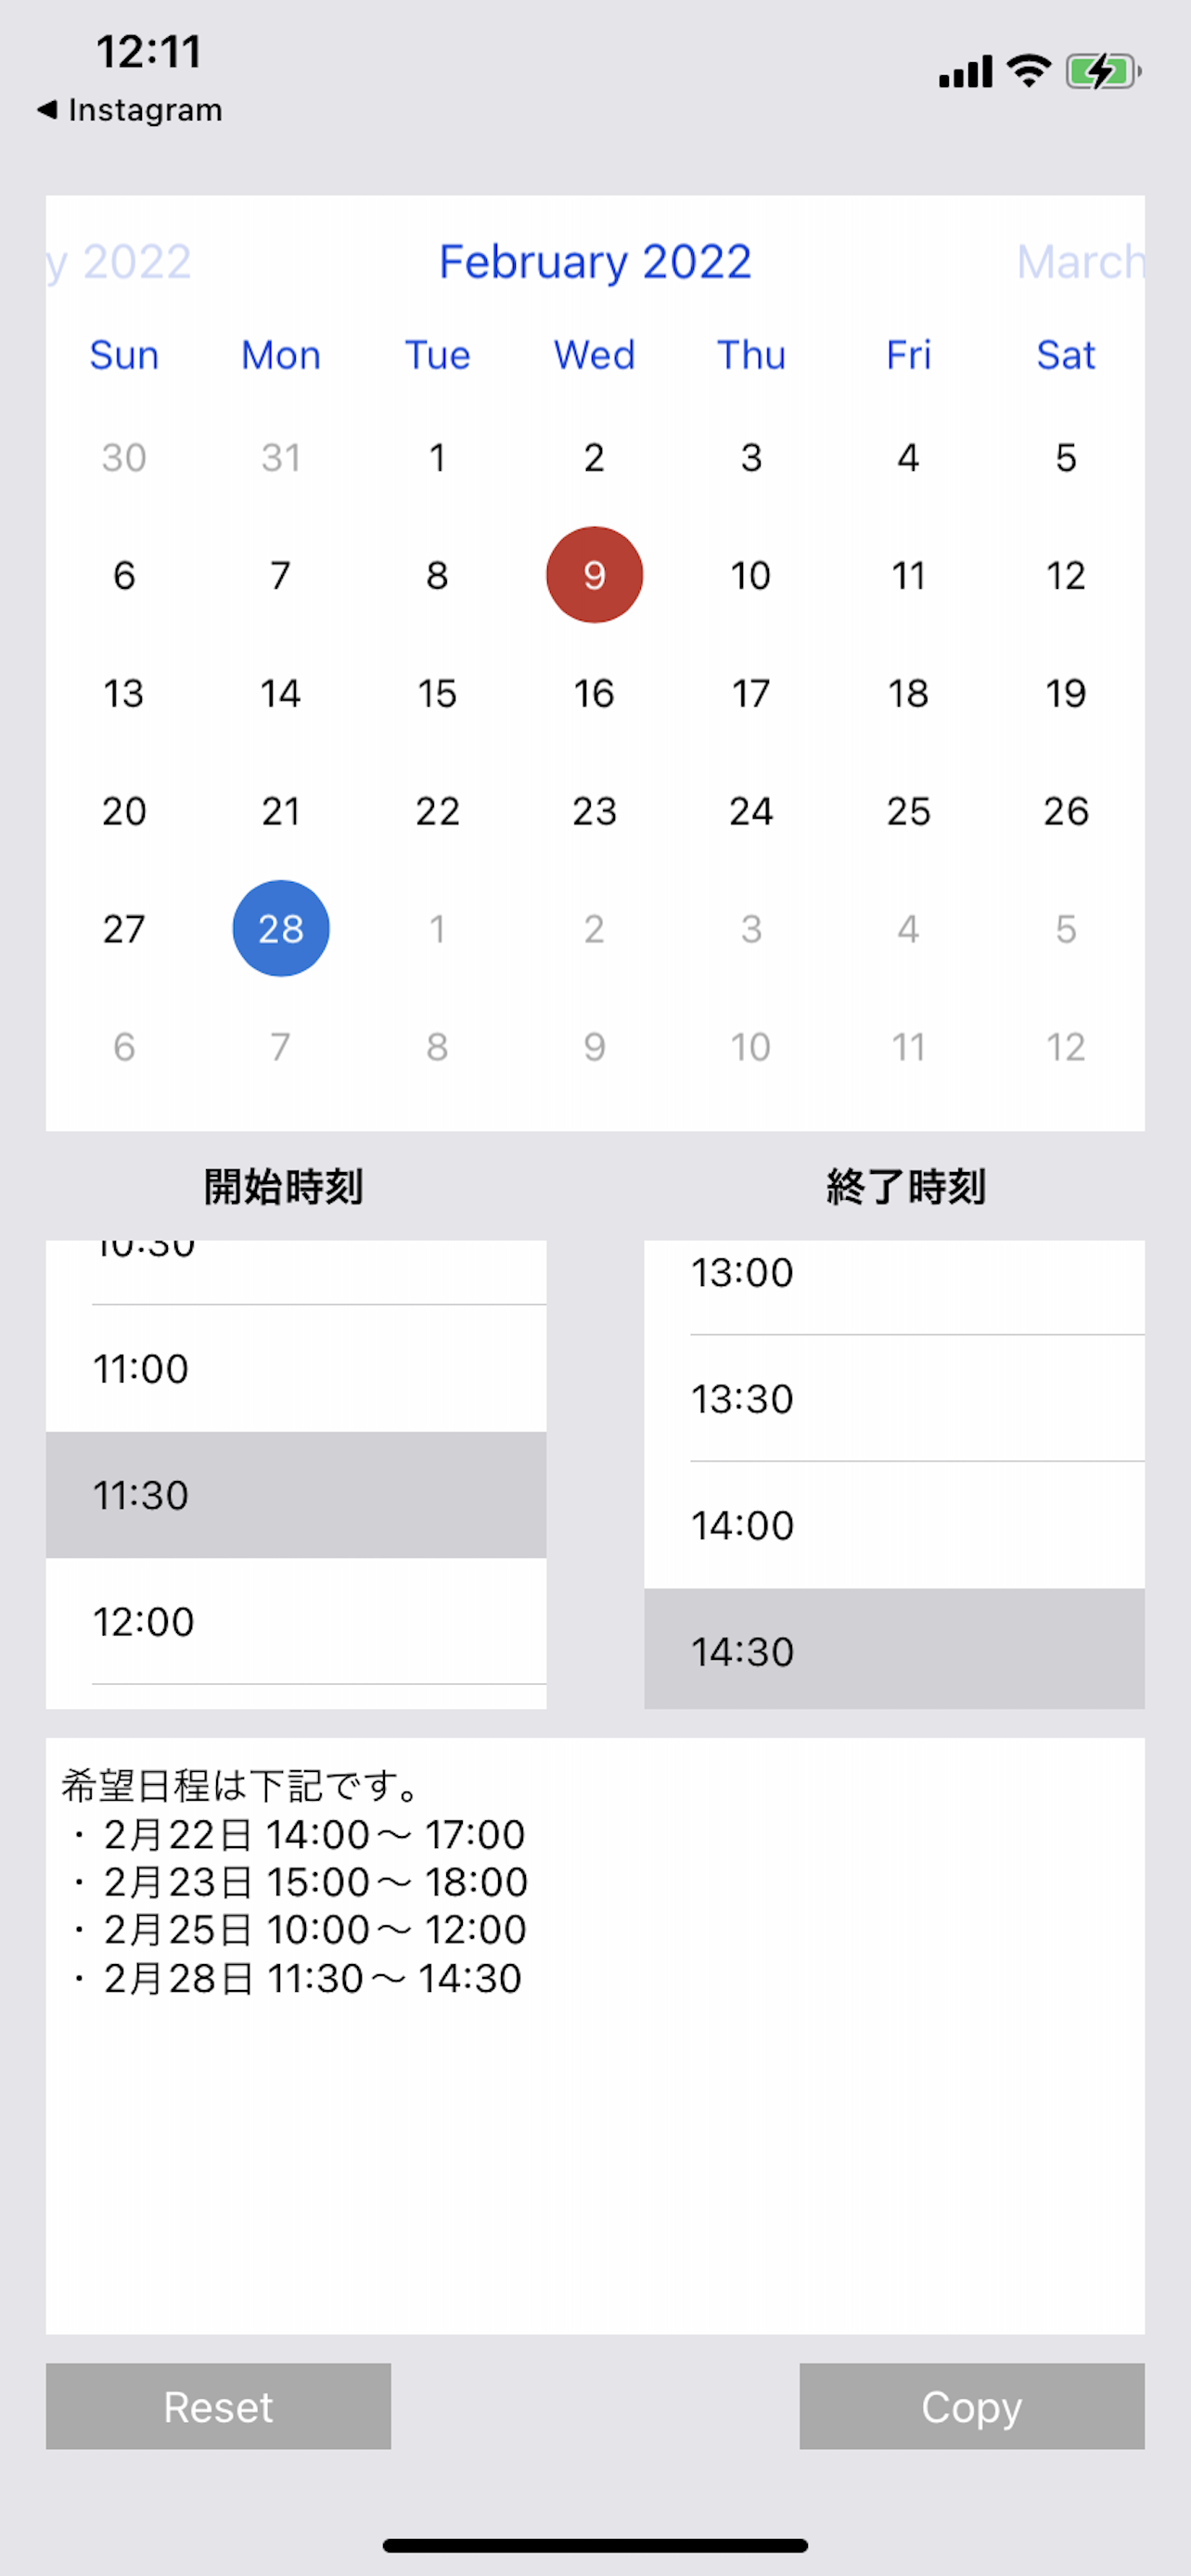 12:11
◀ Instagram
y 2022 February 2022 March
Sun Mon Tue Wed Thu Fri Sat
30 31 1 2 3 4 5
6 7 8 9 10 11 12
13 14 15 16 17 18 19
20 21 22 23 24 25 26
27 28 1 2 3 4 5
6 7 8 9 10 11 12
開始時刻 終了時刻
10:30
11:00
11:30
12:00
13:00
13:30
14:00
14:30
希望日程は下記です。
・2月22日 14:00〜 17:00
・2月23日 15:00〜 18:00
・2月25日 10:00〜 12:00
・2月28日 11:30〜 14:30
Reset Copy